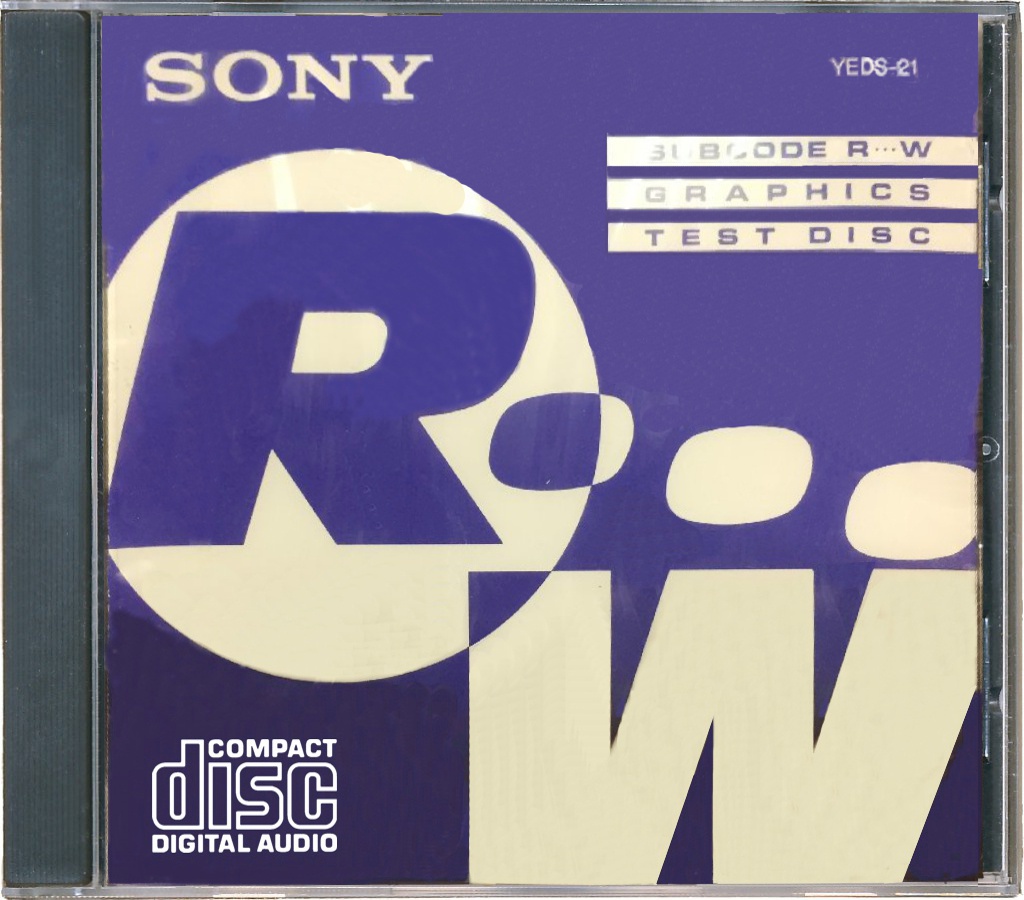 SONY
YEDS-21
SUBCODE R···W
GRAPHICS
TEST DISC
R···W
COMPACT
disc
DIGITAL AUDIO